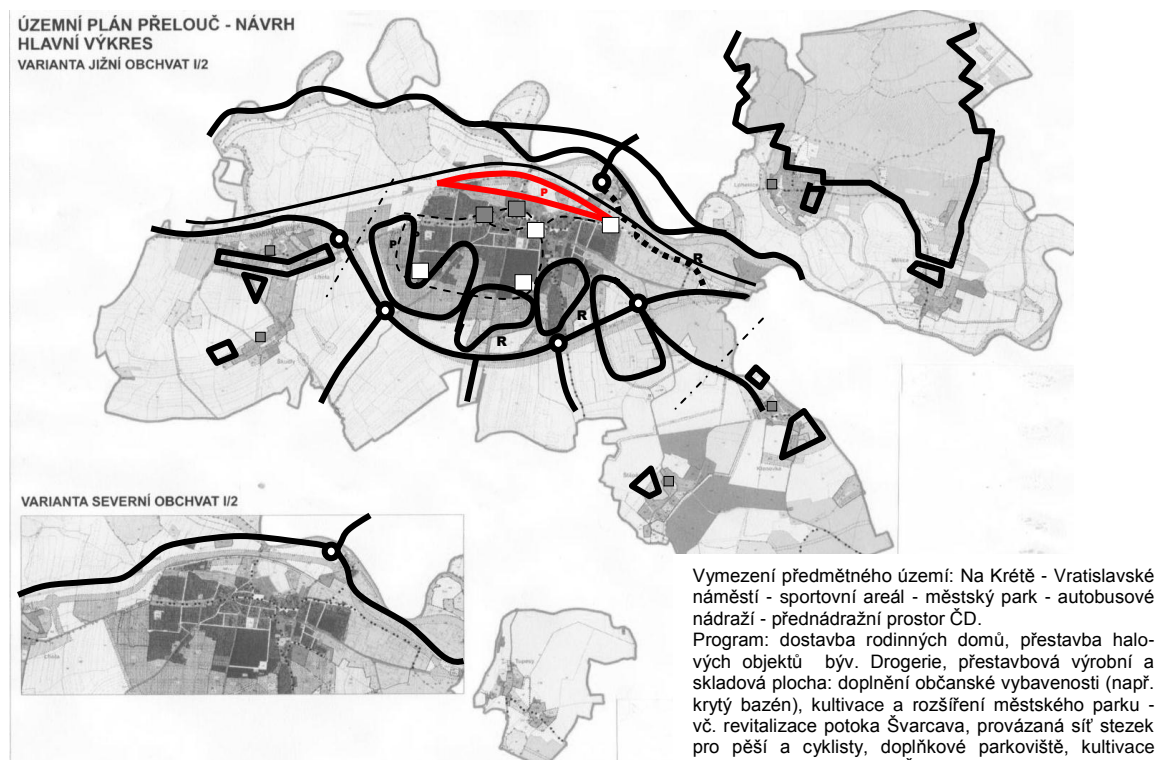 ÚZEMNÍ PLÁN PŘELOUČ - NÁVRH
HLAVNÍ VÝKRES
VARIANTA JIŽNÍ OBCHVAT I/2
P
P
R
R
R
VARIANTA SEVERNÍ OBCHVAT I/2
Vymezení předmětného území: Na Krétě - Vratislavské
náměstí - sportovní areál - městský park - autobusové
nádraží - přednádražní prostor ČD.
Program: dostavba rodinných domů, přestavba halo-
vých objektů býv. Drogerie, přestavbová výrobní a
skladová plocha: doplnění občanské vybavenosti (např.
krytý bazén), kultivace a rozšíření městského parku -
vč. revitalizace potoka Švarcava, provázaná síť stezek
pro pěší a cyklisty, doplňkové parkoviště, kultivace